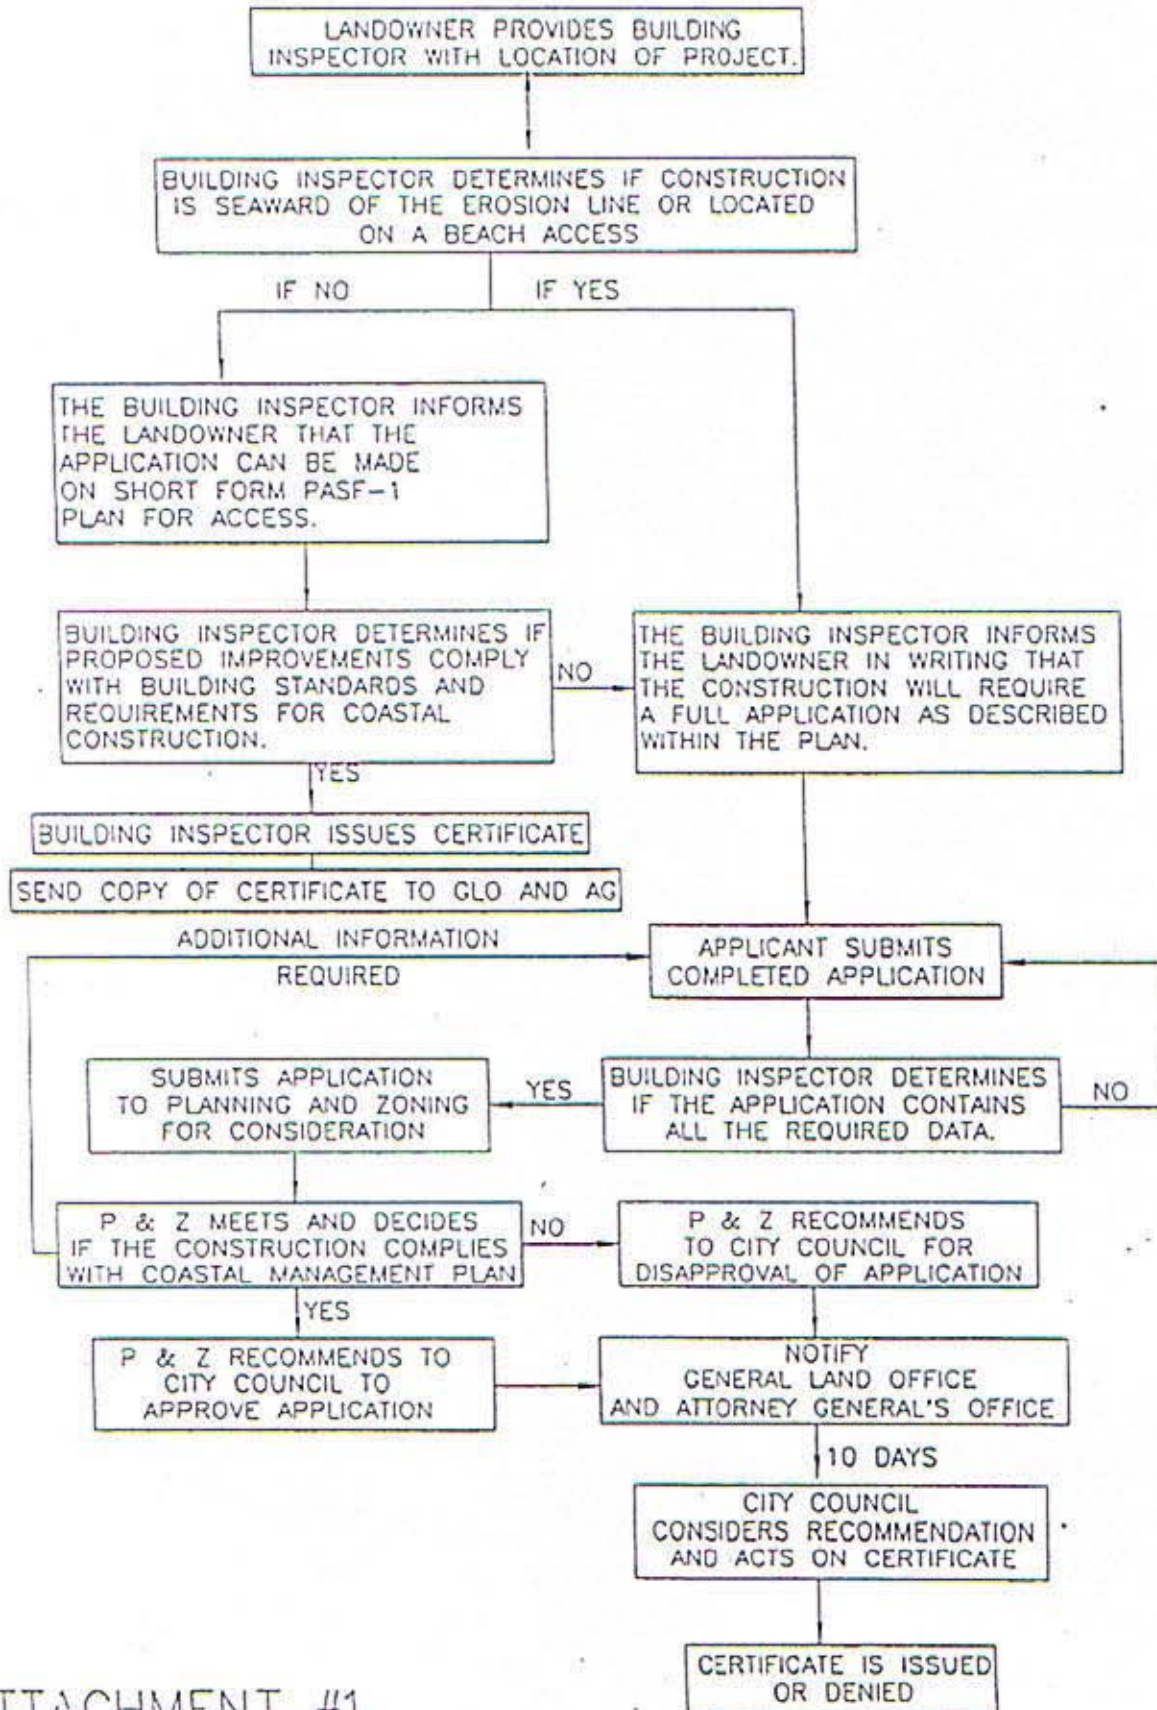 LANDOWNER PROVIDES BUILDING
INSPECTOR WITH LOCATION OF PROJECT.
BUILDING INSPECTOR DETERMINES IF CONSTRUCTION
IS SEAWARD OF THE EROSION LINE OR LOCATED
ON A BEACH ACCESS
IF NO
IF YES
THE BUILDING INSPECTOR INFORMS
THE LANDOWNER THAT THE
APPLICATION CAN BE MADE
ON SHORT FORM PASF-1
PLAN FOR ACCESS.
BUILDING INSPECTOR DETERMINES IF
PROPOSED IMPROVEMENTS COMPLY
WITH BUILDING STANDARDS AND
REQUIREMENTS FOR COASTAL
CONSTRUCTION.
NO
THE BUILDING INSPECTOR INFORMS
THE LANDOWNER IN WRITING THAT
THE CONSTRUCTION WILL REQUIRE
A FULL APPLICATION AS DESCRIBED
WITHIN THE PLAN.
YES
BUILDING INSPECTOR ISSUES CERTIFICATE
SEND COPY OF CERTIFICATE TO GLO AND AG
ADDITIONAL INFORMATION
REQUIRED
APPLICANT SUBMITS
COMPLETED APPLICATION
SUBMITS APPLICATION
TO PLANNING AND ZONING
FOR CONSIDERATION
YES
BUILDING INSPECTOR DETERMINES
IF THE APPLICATION CONTAINS
ALL THE REQUIRED DATA.
NO
P & Z MEETS AND DECIDES
IF THE CONSTRUCTION COMPLIES
WITH COASTAL MANAGEMENT PLAN
NO
P & Z RECOMMENDS
TO CITY COUNCIL FOR
DISAPPROVAL OF APPLICATION
YES
P & Z RECOMMENDS TO
CITY COUNCIL TO
APPROVE APPLICATION
NOTIFY
GENERAL LAND OFFICE
AND ATTORNEY GENERAL'S OFFICE
10 DAYS
CITY COUNCIL
CONSIDERS RECOMMENDATION
AND ACTS ON CERTIFICATE
CERTIFICATE IS ISSUED
OR DENIED
TTACHMENT #1